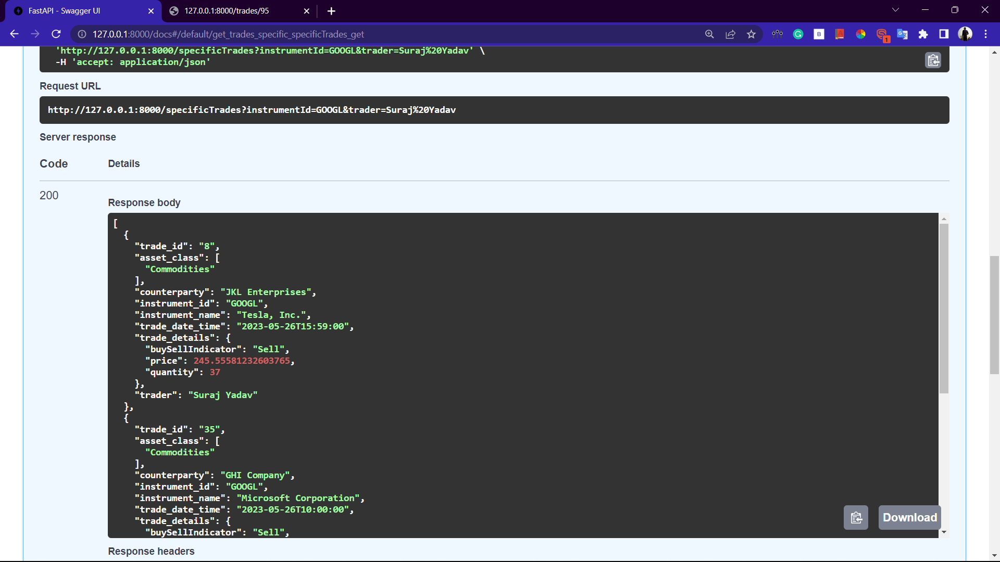 FastAPI - Swagger UI
127.0.0.1:8000/trades/95
127.0.0.1:8000/docs#/default/get_trades_specific_specificTrades_get
1
'http://127.0.0.1:8000/specificTrades?instrumentId=GOOGL&trader=Suraj%20Yadav' \
-H 'accept: application/json'
Request URL
http://127.0.0.1:8000/specificTrades?instrumentId=GOOGL&trader=Suraj%20Yadav
Server response
Code Details
200
Response body
[
{
"trade_id": "8",
"asset_class": [
"Commodities"
],
"counterparty": "JKL Enterprises",
"instrument_id": "GOOGL",
"instrument_name": "Tesla, Inc.",
"trade_date_time": "2023-05-26T15:59:00",
"trade_details": {
"buySellIndicator": "Sell",
"price": 245.55581232603765,
"quantity": 37
},
"trader": "Suraj Yadav"
},
{
"trade_id": "35",
"asset_class": [
"Commodities"
],
"counterparty": "GHI Company",
"instrument_id": "GOOGL",
"instrument_name": "Microsoft Corporation",
"trade_date_time": "2023-05-26T10:00:00",
"trade_details": {
"buySellIndicator": "Sell",
Download
Response headers